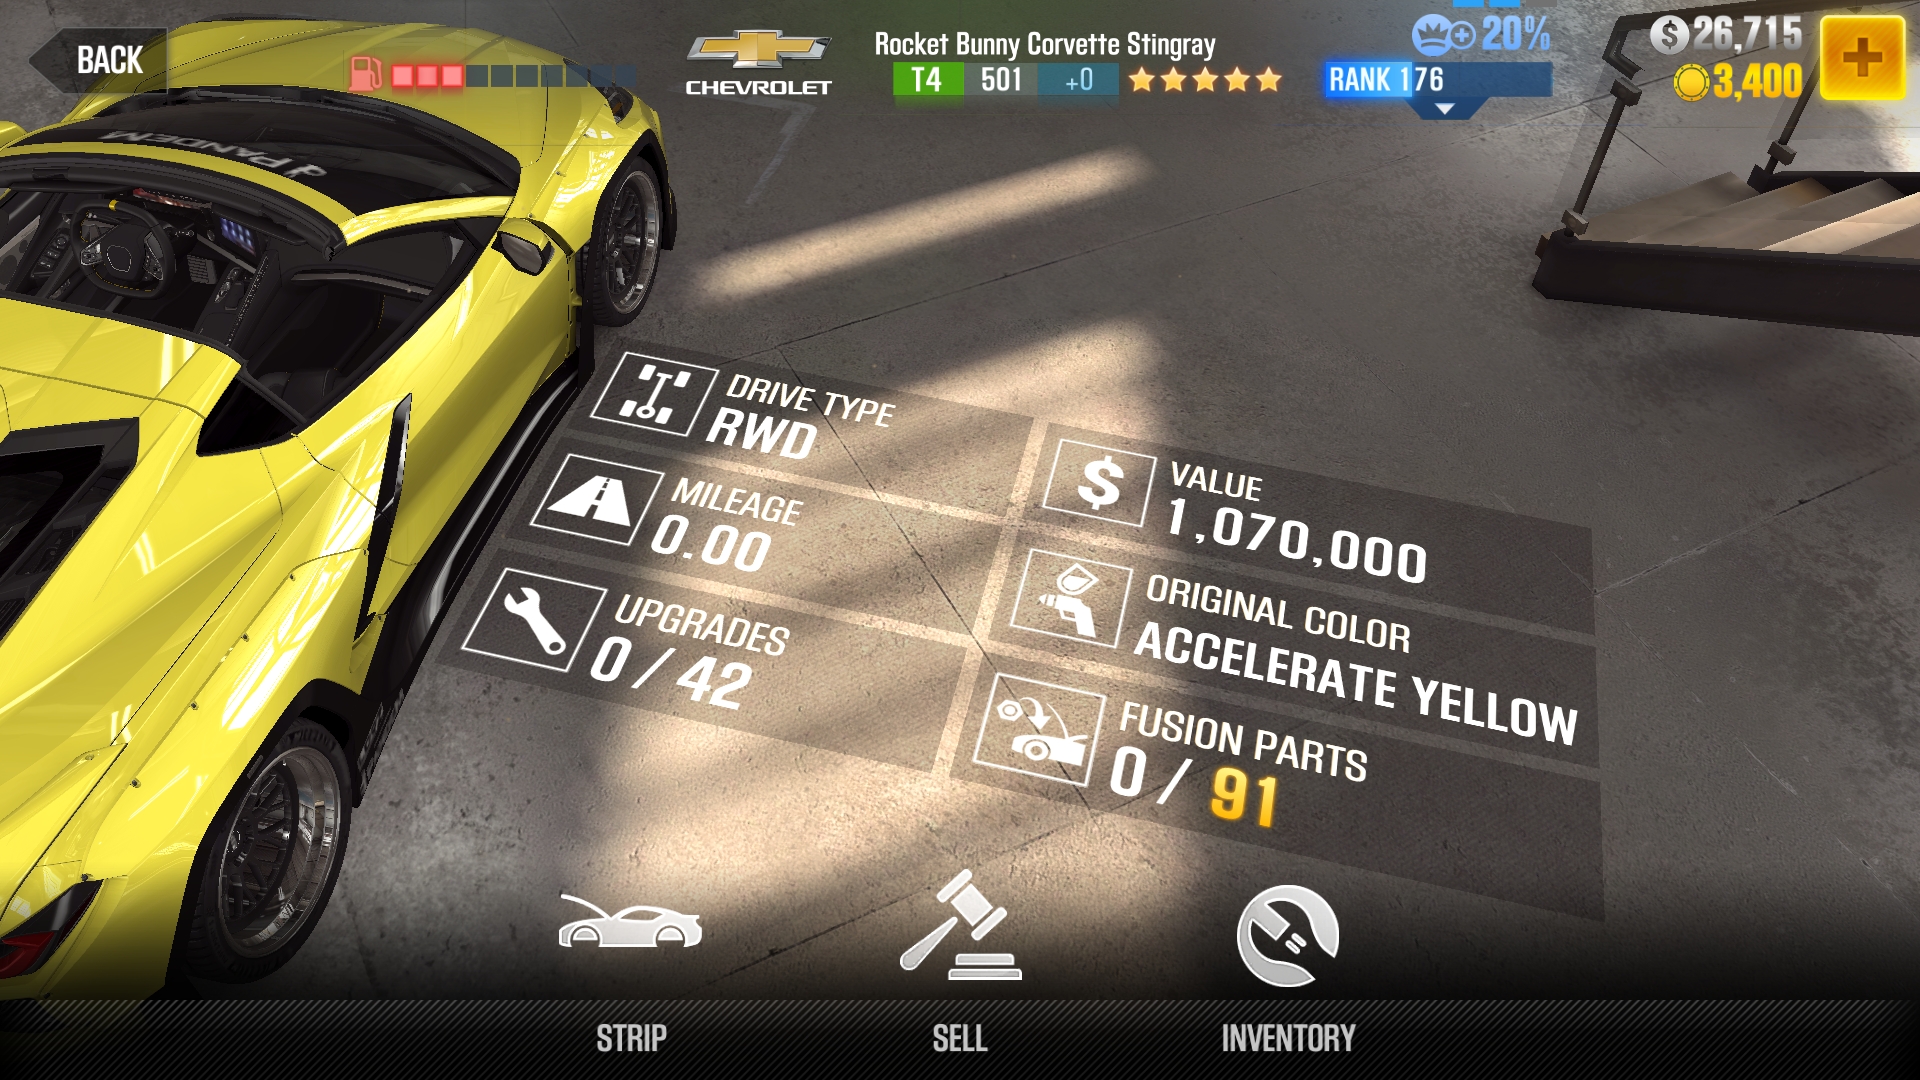 BACK
CHEVROLET
Rocket Bunny Corvette Stingray
T4 501 +0
20%
RANK 176
26,715
3,400
PANDEM
DRIVE TYPE
RWD
MILEAGE
0.00
UPGRADES
0 / 42
VALUE
1,070,000
ORIGINAL COLOR
ACCELERATE YELLOW
FUSION PARTS
0 / 91
STRIP
SELL
INVENTORY